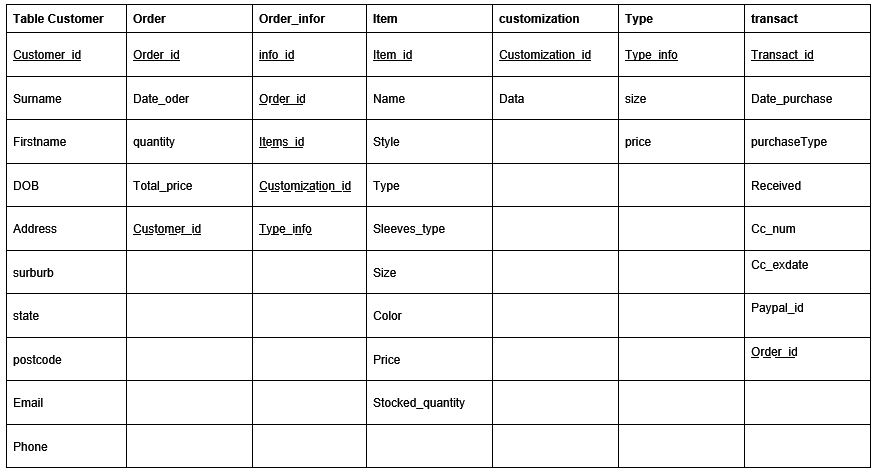 Table Customer Order Order_infor Item customization Type transact
Customer_id Order_id info_id Item_id Customization_id Type_info Transact_id
Surname Date_oder Order_id Name Data size Date_purchase
Firstname quantity Items_id Style price purchaseType
DOB Total_price Customization_id Type Received
Address Customer_id Type_info Sleeves_type Cc_num
surburb Size Cc_exdate
state Color Paypal_id
postcode Price Order_id
Email Stocked_quantity
Phone